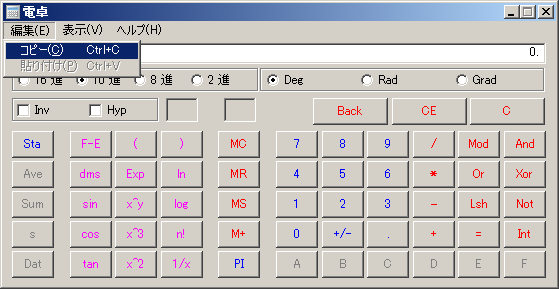 電卓
編集(E) 表示(V) ヘルプ(H)
コピー(C) Ctrl+C
貼り付け(P) Ctrl+V
0.
16 進 10 進 8 進 2 進 Deg Rad Grad
Inv Hyp Back CE C
Sta F-E ( ) MC 7 8 9 / Mod And
Ave dms Exp ln MR 4 5 6 * Or Xor
Sum sin x^y log MS 1 2 3 - Lsh Not
s cos x^3 n! M+ 0 +/- . + = Int
Dat tan x^2 1/x PI A B C D E F